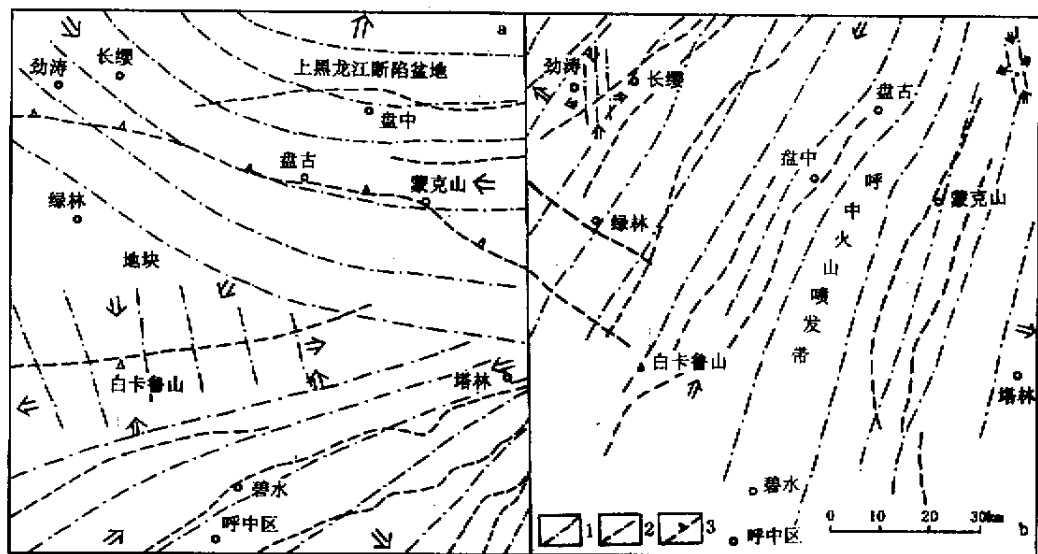 a
长缨
劲涛
上黑龙江断陷盆地
盘中
盘古
蒙克山
绿林
地块
白卡鲁山
塔林
碧水
呼中区
劲涛
长缨
盘古
盘中
蒙克山
呼中火山喷发带
绿林
白卡鲁山
塔林
碧水
1
2
3
呼中区
0 10 20 30km
b